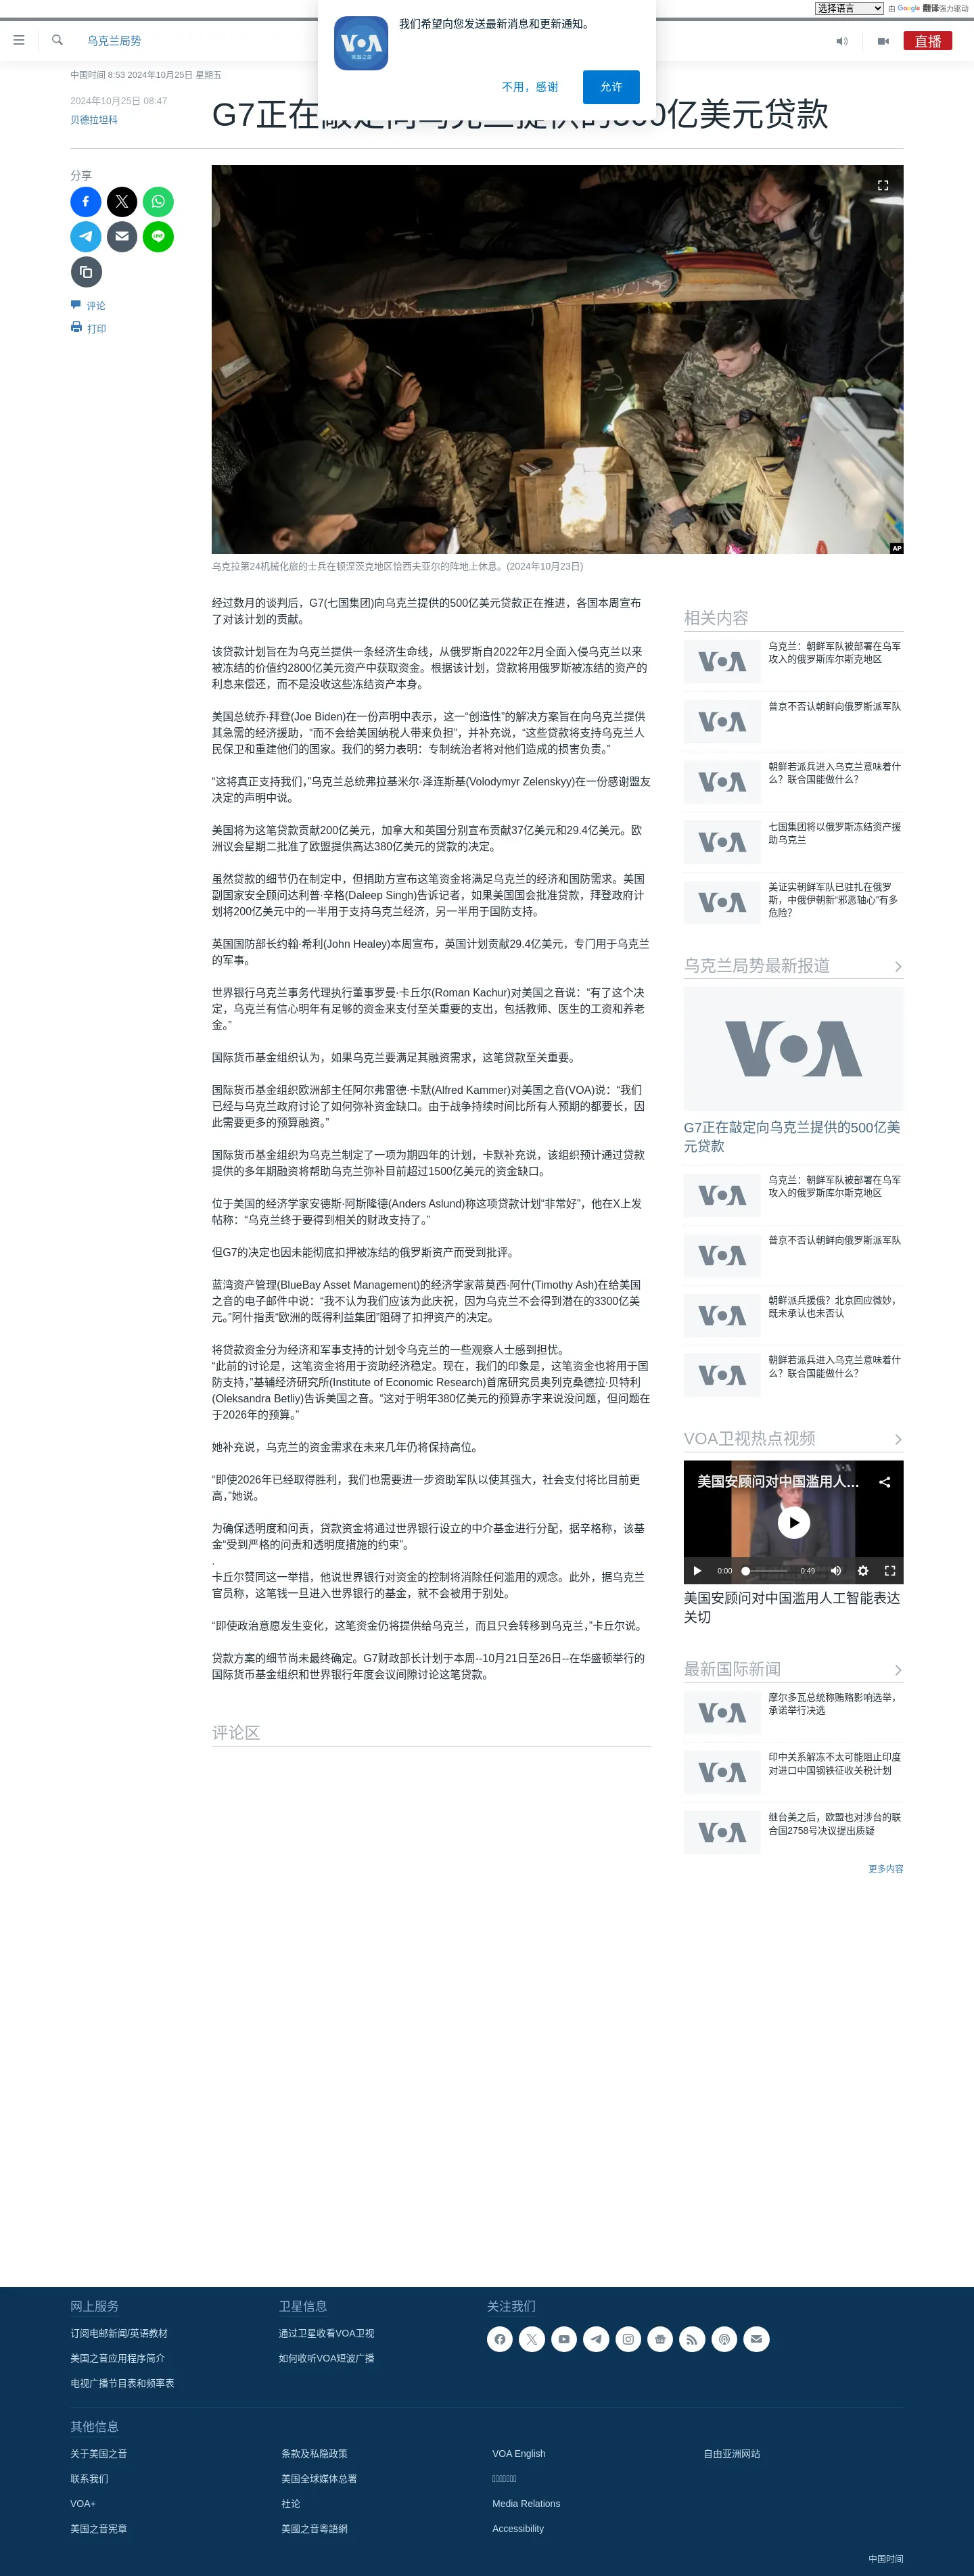 选择语言 由 Google 翻译强力驱动
我们希望向您发送最新消息和更新通知。
不用，感谢
允许
乌克兰局势
直播
中国时间 8:53 2024年10月25日 星期五
2024年10月25日 08:47
贝德拉坦科
G7正在敲定向乌克兰提供的500亿美元贷款
分享
评论
打印
AP
乌克拉第24机械化旅的士兵在顿涅茨克地区恰西夫亚尔的阵地上休息。(2024年10月23日)
经过数月的谈判后，G7(七国集团)向乌克兰提供的500亿美元贷款正在推进，各国本周宣布
了对该计划的贡献。
该贷款计划旨在为乌克兰提供一条经济生命线，从俄罗斯自2022年2月全面入侵乌克兰以来
被冻结的价值约2800亿美元资产中获取资金。根据该计划，贷款将用俄罗斯被冻结的资产的
利息来偿还，而不是没收这些冻结资产本身。
美国总统乔·拜登(Joe Biden)在一份声明中表示，这一“创造性”的解决方案旨在向乌克兰提供
其急需的经济援助，“而不会给美国纳税人带来负担”，并补充说，“这些贷款将支持乌克兰人
民保卫和重建他们的国家。我们的努力表明：专制统治者将对他们造成的损害负责。”
“这将真正支持我们，”乌克兰总统弗拉基米尔·泽连斯基(Volodymyr Zelenskyy)在一份感谢盟友
决定的声明中说。
美国将为这笔贷款贡献200亿美元，加拿大和英国分别宣布贡献37亿美元和29.4亿美元。欧
洲议会星期二批准了欧盟提供高达380亿美元的贷款的决定。
虽然贷款的细节仍在制定中，但捐助方宣布这笔资金将满足乌克兰的经济和国防需求。美国
副国家安全顾问达利普·辛格(Daleep Singh)告诉记者，如果美国国会批准贷款，拜登政府计
划将200亿美元中的一半用于支持乌克兰经济，另一半用于国防支持。
英国国防部长约翰·希利(John Healey)本周宣布，英国计划贡献29.4亿美元，专门用于乌克兰
的军事。
世界银行乌克兰事务代理执行董事罗曼·卡丘尔(Roman Kachur)对美国之音说：“有了这个决
定，乌克兰有信心明年有足够的资金来支付至关重要的支出，包括教师、医生的工资和养老
金。”
国际货币基金组织认为，如果乌克兰要满足其融资需求，这笔贷款至关重要。
国际货币基金组织欧洲部主任阿尔弗雷德·卡默(Alfred Kammer)对美国之音(VOA)说：“我们
已经与乌克兰政府讨论了如何弥补资金缺口。由于战争持续时间比所有人预期的都要长，因
此需要更多的预算融资。”
国际货币基金组织为乌克兰制定了一项为期四年的计划，卡默补充说，该组织预计通过贷款
提供的多年期融资将帮助乌克兰弥补目前超过1500亿美元的资金缺口。
位于美国的经济学家安德斯·阿斯隆德(Anders Aslund)称这项贷款计划“非常好”，他在X上发
帖称：“乌克兰终于要得到相关的财政支持了。”
但G7的决定也因未能彻底扣押被冻结的俄罗斯资产而受到批评。
蓝湾资产管理(BlueBay Asset Management)的经济学家蒂莫西·阿什(Timothy Ash)在给美国
之音的电子邮件中说：“我不认为我们应该为此庆祝，因为乌克兰不会得到潜在的3300亿美
元。”阿什指责“欧洲的既得利益集团”阻碍了扣押资产的决定。
将贷款资金分为经济和军事支持的计划令乌克兰的一些观察人士感到担忧。
“此前的讨论是，这笔资金将用于资助经济稳定。现在，我们的印象是，这笔资金也将用于国
防支持，”基辅经济研究所(Institute of Economic Research)首席研究员奥列克桑德拉·贝特利
(Oleksandra Betliy)告诉美国之音。“这对于明年380亿美元的预算赤字来说没问题，但问题在
于2026年的预算。”
她补充说，乌克兰的资金需求在未来几年仍将保持高位。
“即使2026年已经取得胜利，我们也需要进一步资助军队以使其强大，社会支付将比目前更
高，”她说。
为确保透明度和问责，贷款资金将通过世界银行设立的中介基金进行分配，据辛格称，该基
金“受到严格的问责和透明度措施的约束”。
.
卡丘尔赞同这一举措，他说世界银行对资金的控制将消除任何滥用的观念。此外，据乌克兰
官员称，这笔钱一旦进入世界银行的基金，就不会被用于别处。
“即使政治意愿发生变化，这笔资金仍将提供给乌克兰，而且只会转移到乌克兰，”卡丘尔说。
贷款方案的细节尚未最终确定。G7财政部长计划于本周--10月21日至26日--在华盛顿举行的
国际货币基金组织和世界银行年度会议间隙讨论这笔贷款。
评论区
相关内容
VOA
乌克兰：朝鲜军队被部署在乌军
攻入的俄罗斯库尔斯克地区
VOA
普京不否认朝鲜向俄罗斯派军队
VOA
朝鲜若派兵进入乌克兰意味着什
么？联合国能做什么？
VOA
七国集团将以俄罗斯冻结资产援
助乌克兰
VOA
美证实朝鲜军队已驻扎在俄罗
斯，中俄伊朝新“邪恶轴心”有多
危险？
乌克兰局势最新报道
VOA
G7正在敲定向乌克兰提供的500亿美
元贷款
VOA
乌克兰：朝鲜军队被部署在乌军
攻入的俄罗斯库尔斯克地区
VOA
普京不否认朝鲜向俄罗斯派军队
VOA
朝鲜派兵援俄？北京回应微妙，
既未承认也未否认
VOA
朝鲜若派兵进入乌克兰意味着什
么？联合国能做什么？
VOA卫视热点视频
美国安顾问对中国滥用人...
0:00
0:49
美国安顾问对中国滥用人工智能表达
关切
最新国际新闻
VOA
摩尔多瓦总统称贿赂影响选举，
承诺举行决选
VOA
印中关系解冻不太可能阻止印度
对进口中国钢铁征收关税计划
VOA
继台美之后，欧盟也对涉台的联
合国2758号决议提出质疑
更多内容
网上服务
订阅电邮新闻/英语教材
美国之音应用程序简介
电视广播节目表和频率表
卫星信息
通过卫星收看VOA卫视
如何收听VOA短波广播
关注我们
其他信息
关于美国之音
联系我们
VOA+
美国之音宪章
条款及私隐政策
美国全球媒体总署
社论
美國之音粵語網
VOA English
Media Relations
Accessibility
自由亚洲网站
中国时间